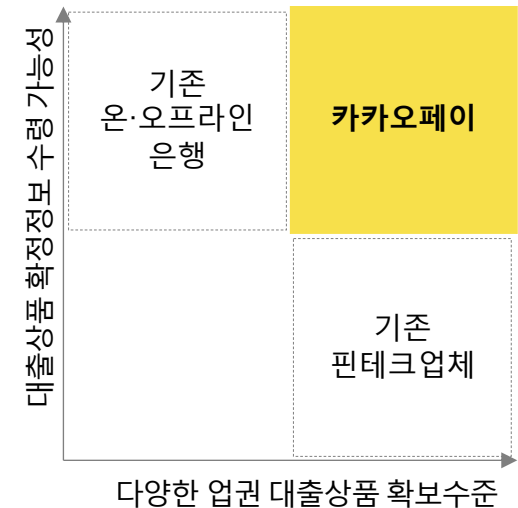 대출상품 확정정보 수령 가능성
기존
온·오프라인
은행
카카오페이
기존
핀테크업체
다양한 업권 대출상품 확보수준